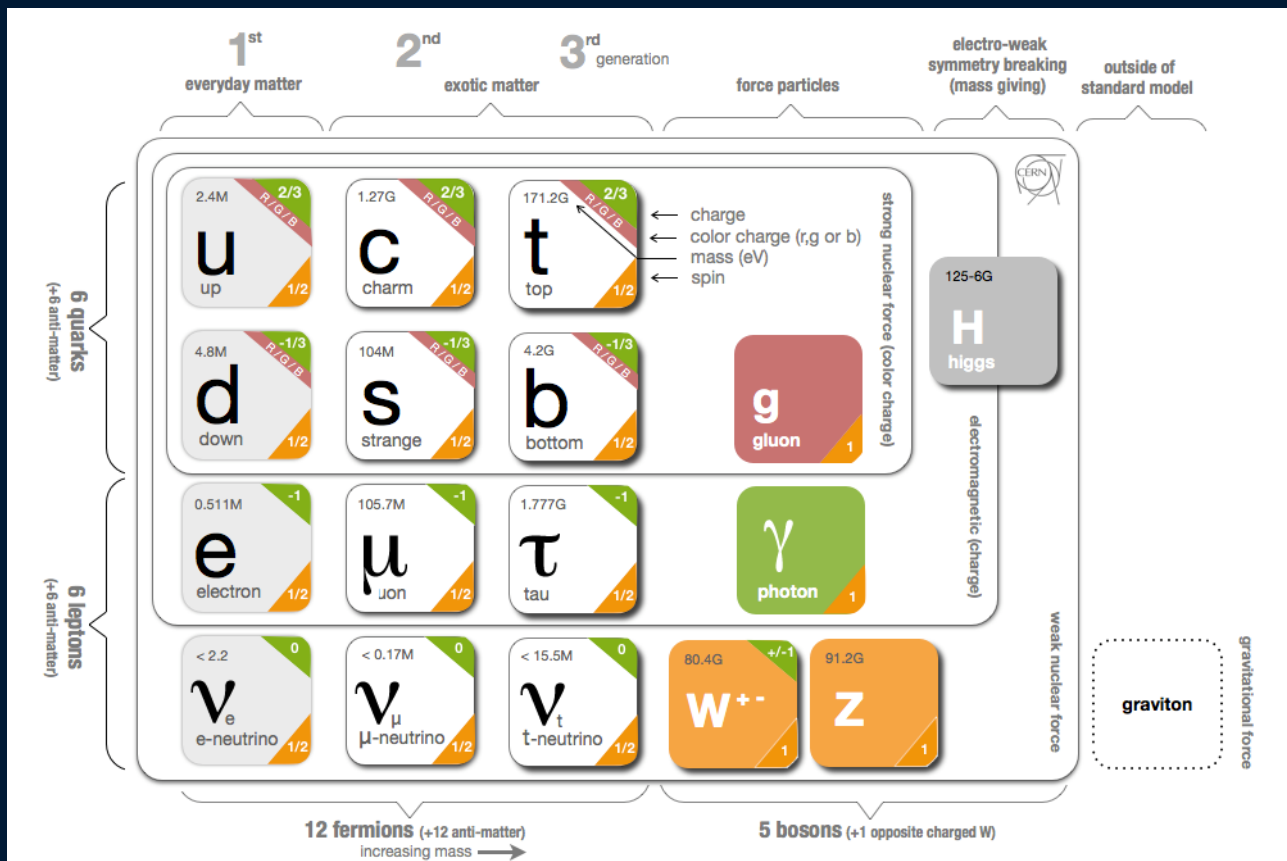 1st
2nd
3rd generation
everyday matter
exotic matter
force particles
electro-weak
symmetry breaking
(mass giving)
outside of
standard model
6 quarks
(+6 anti-matter)
2.4M
2/3
R/G/B
u
up
1/2
1.27G
2/3
R/G/B
c
charm
1/2
171.2G
2/3
R/G/B
t
top
1/2
charge
color charge (r,g or b)
mass (eV)
spin
strong nuclear force (color charge)
CERN
125-6G
H
higgs
4.8M
-1/3
R/G/B
d
down
1/2
104M
-1/3
R/G/B
s
strange
1/2
4.2G
-1/3
R/G/B
b
bottom
1/2
g
gluon
1
electromagnetic (charge)
6 leptons
(+6 anti-matter)
0.511M
-1
e
electron
1/2
105.7M
-1
μ
uon
1/2
1.777G
-1
τ
tau
1/2
γ
photon
1
weak nuclear force
< 2.2
0
νe
e-neutrino
1/2
< 0.17M
0
νμ
μ-neutrino
1/2
< 15.5M
0
νt
t-neutrino
1/2
80.4G
+/-1
W+-
1
91.2G
Z
1
graviton
gravitational force
12 fermions (+12 anti-matter)
increasing mass
5 bosons (+1 opposite charged W)